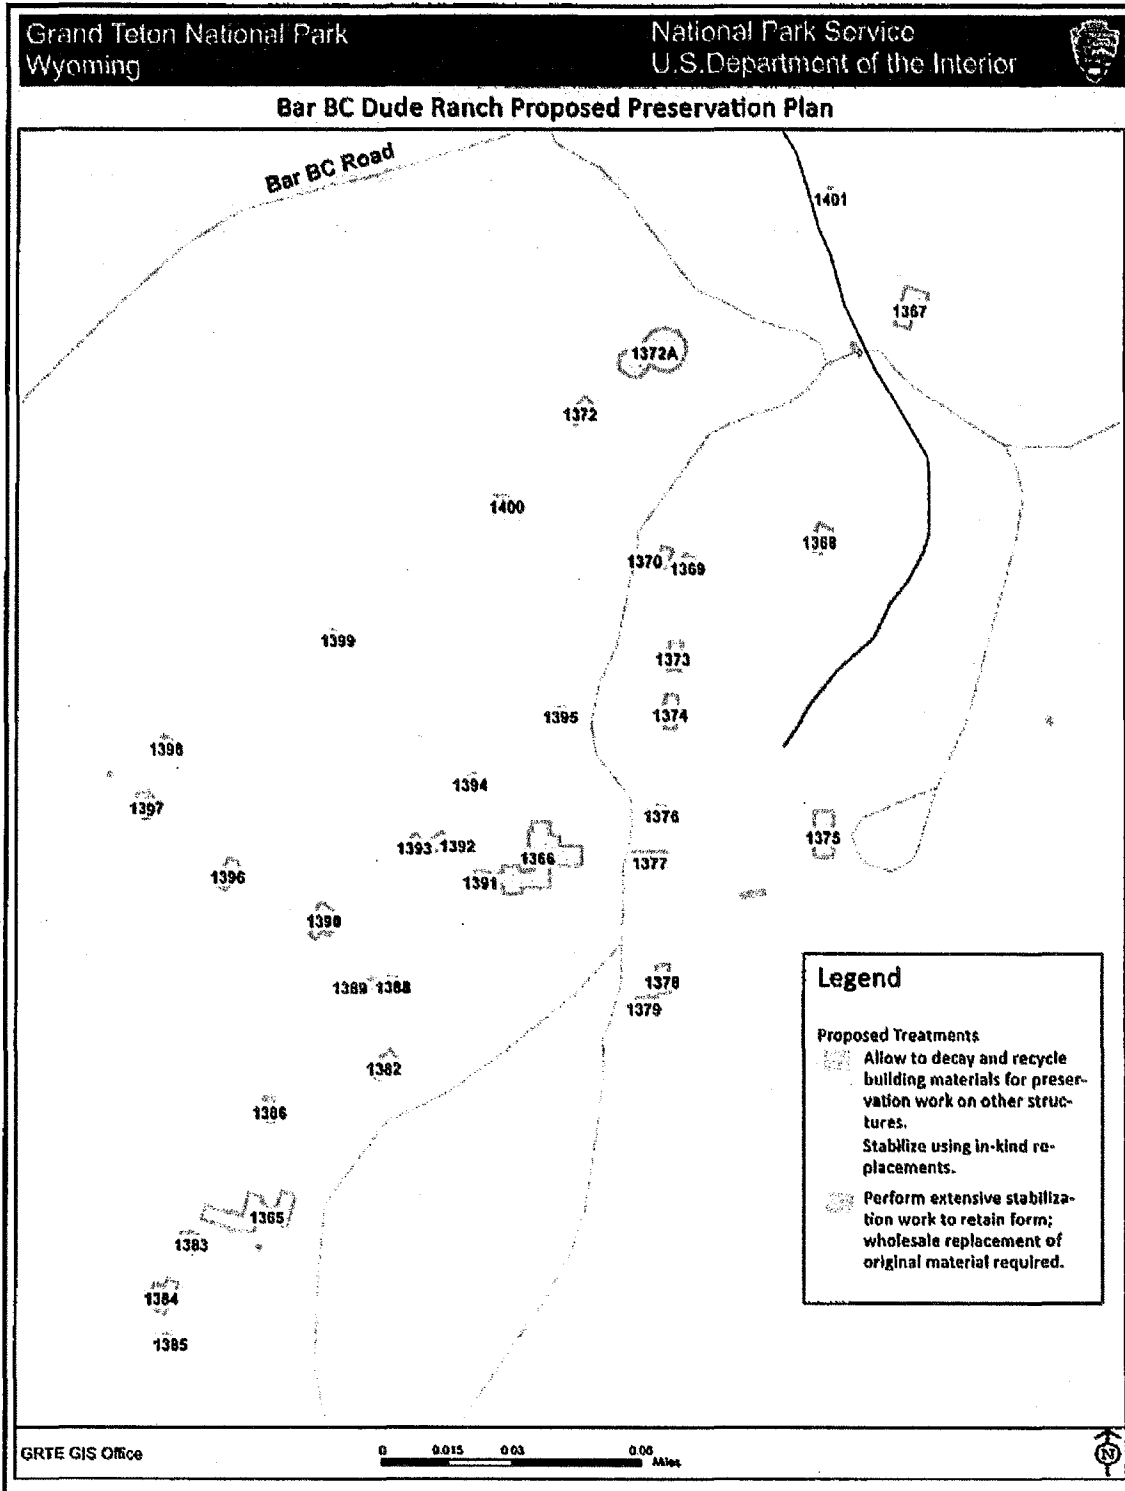 Grand Teton National Park
Wyoming
National Park Service
U.S.Department of the Interior
Bar BC Dude Ranch Proposed Preservation Plan
Bar BC Road
1401
1367
1372A
1372
1400
1368
1370
1369
1399
1373
1374
1395
1398
1394
1397
1376
1375
1393
1392
1366
1377
1396
1391
1390
1389
1388
1378
1379
1382
1386
1365
1383
1384
1385
Legend
Proposed Treatments
Allow to decay and recycle
building materials for preser-
vation work on other struc-
tures.
Stabilize using in-kind re-
placements.
Perform extensive stabiliza-
tion work to retain form;
wholesale replacement of
original material required.
GRTE GIS Office
0 0.015 0.03 0.06
Miles
N